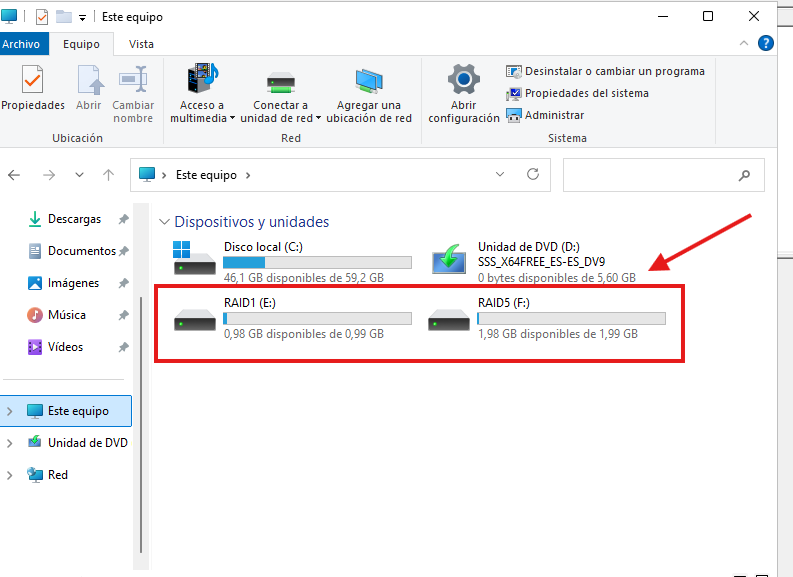 Este equipo
Archivo
Equipo
Vista
Propiedades
Abrir
Cambiar
nombre
Ubicación
Acceso a
multimedia
Conectar a
unidad de red
Agregar una
ubicación de red
Red
Abrir
configuración
Desinstalar o cambiar un programa
Propiedades del sistema
Administrar
Sistema
Este equipo
Descargas
Documentos
Imágenes
Música
Vídeos
Este equipo
Unidad de DVD
Red
Dispositivos y unidades
Disco local (C:)
46,1 GB disponibles de 59,2 GB
Unidad de DVD (D:)
SSS_X64FREE_ES-ES_DV9
0 bytes disponibles de 5,60 GB
RAID1 (E:)
0,98 GB disponibles de 0,99 GB
RAID5 (F:)
1,98 GB disponibles de 1,99 GB